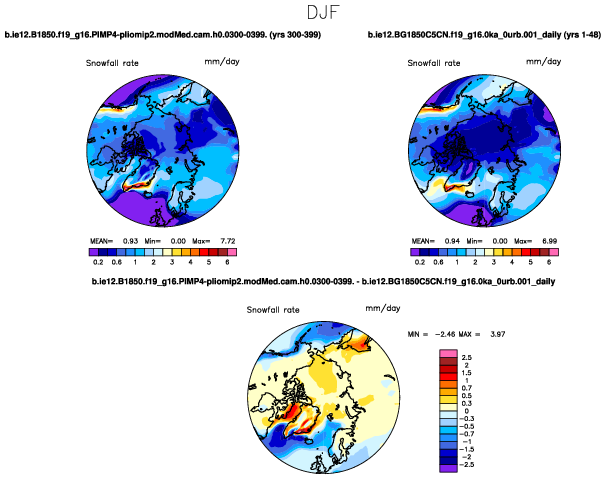 DJF
b.ie12.B1850.f19_g16.PIMP4-pliomip2.modMed.cam.h0.0300-0399. (yrs 300-399)
b.ie12.BG1850C5CN.f19_g16.0ka_0urb.001_daily (yrs 1-48)
Snowfall rate mm/day
Snowfall rate mm/day
MEAN= 0.93 Min= 0.00 Max= 7.72
MEAN= 0.94 Min= 0.00 Max= 6.99
0.2 0.6 1 2 3 4 5 6
0.2 0.6 1 2 3 4 5 6
b.ie12.B1850.f19_g16.PIMP4-pliomip2.modMed.cam.h0.0300-0399. - b.ie12.BG1850C5CN.f19_g16.0ka_0urb.001_daily
Snowfall rate mm/day
MIN = -2.46 MAX = 3.97
2.5
2
1.5
1
0.7
0.5
0.3
0
-0.3
-0.5
-0.7
-1
-1.5
-2
-2.5